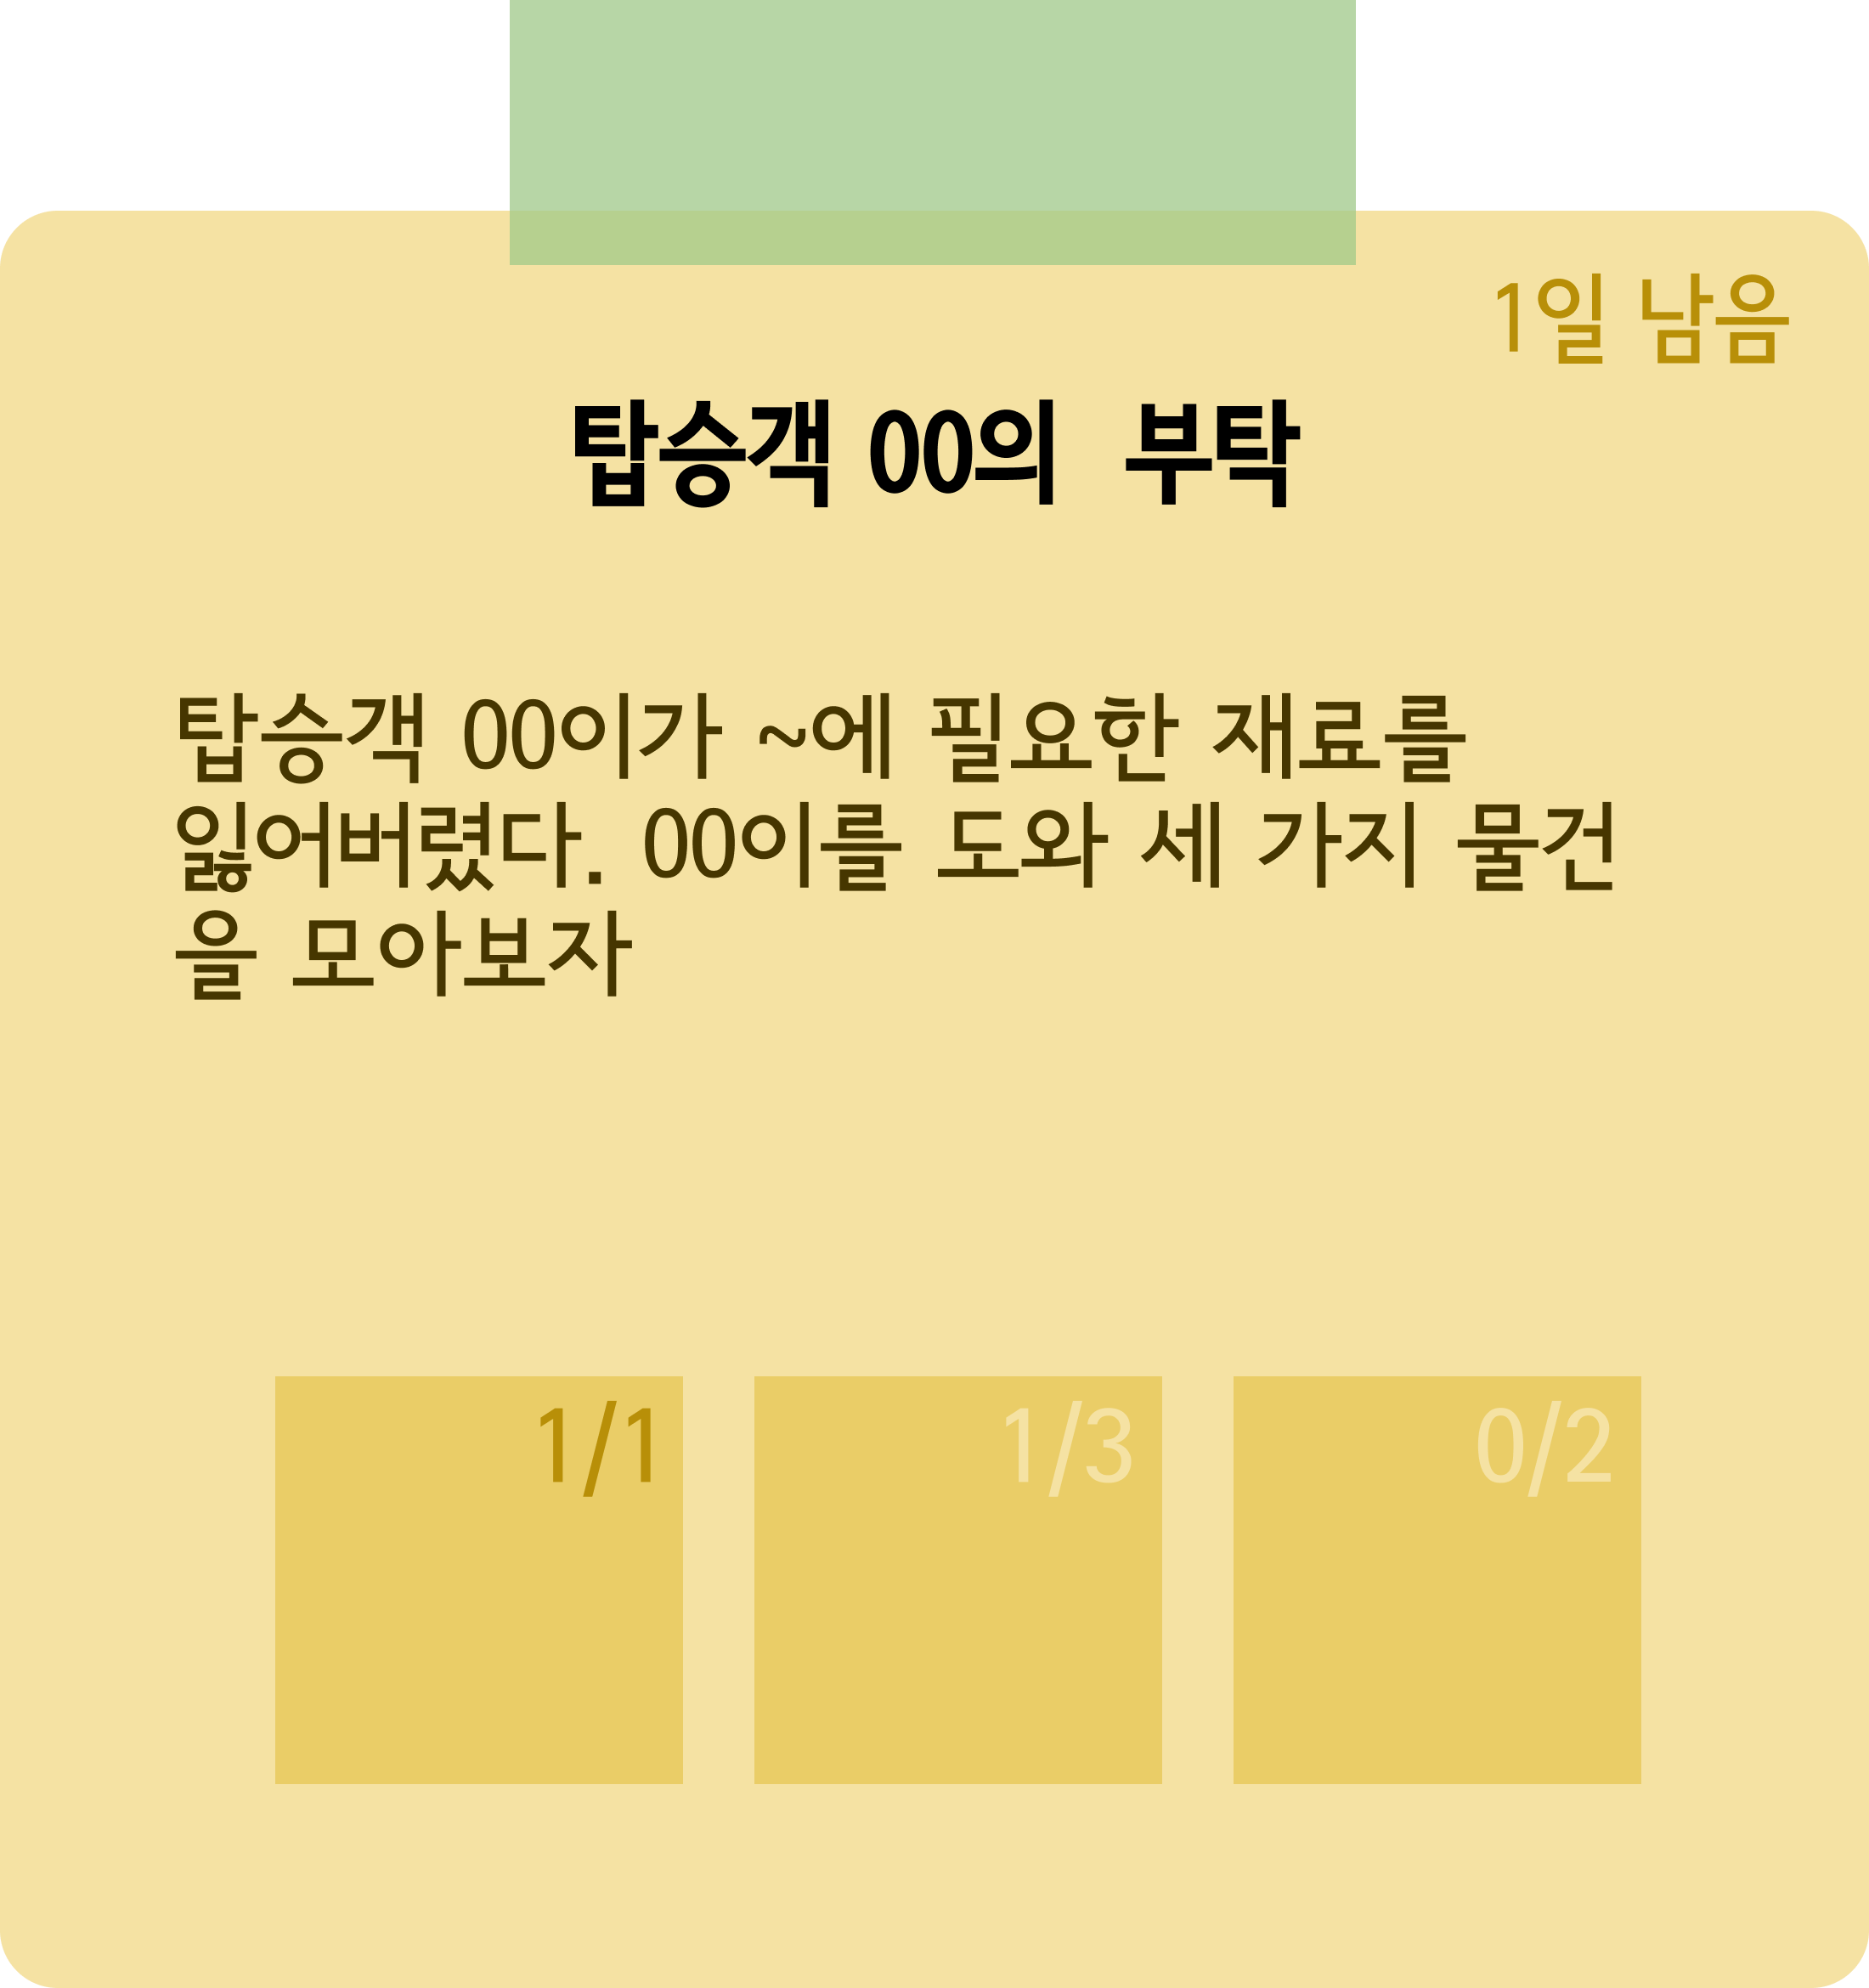 1일 남음
탑승객 00의 부탁
탑승객 00이가 ~에 필요한 재료를
잃어버렸다. 00이를 도와 가지 물건
을 모아보자
1/1
1/3
0/2